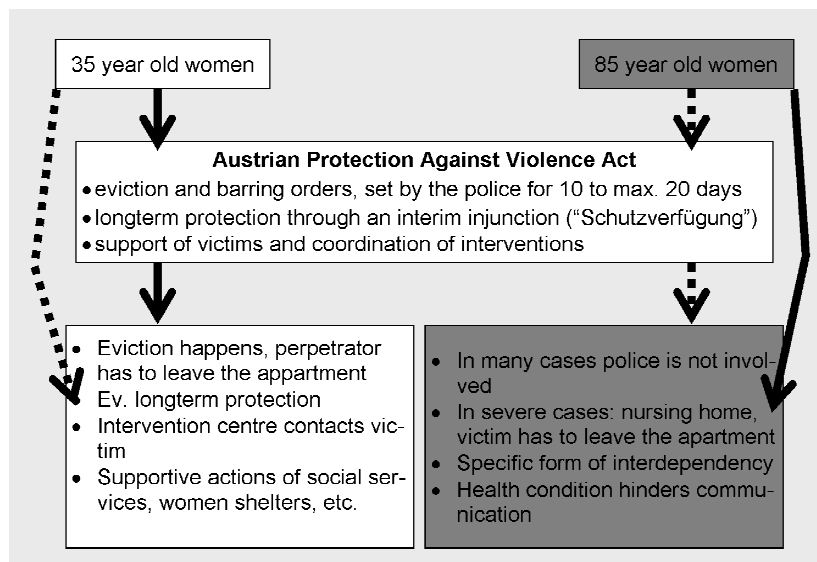 35 year old women
85 year old women
Austrian Protection Against Violence Act
•eviction and barring orders, set by the police for 10 to max. 20 days
•longterm protection through an interim injunction (“Schutzverfügung”)
•support of victims and coordination of interventions
• Eviction happens, perpetrator
has to leave the appartment
• Ev. longterm protection
• Intervention centre contacts vic-
tim
• Supportive actions of social ser-
vices, women shelters, etc.
• In many cases police is not invol-
ved
• In severe cases: nursing home,
victim has to leave the apartment
• Specific form of interdependency
• Health condition hinders commu-
nication